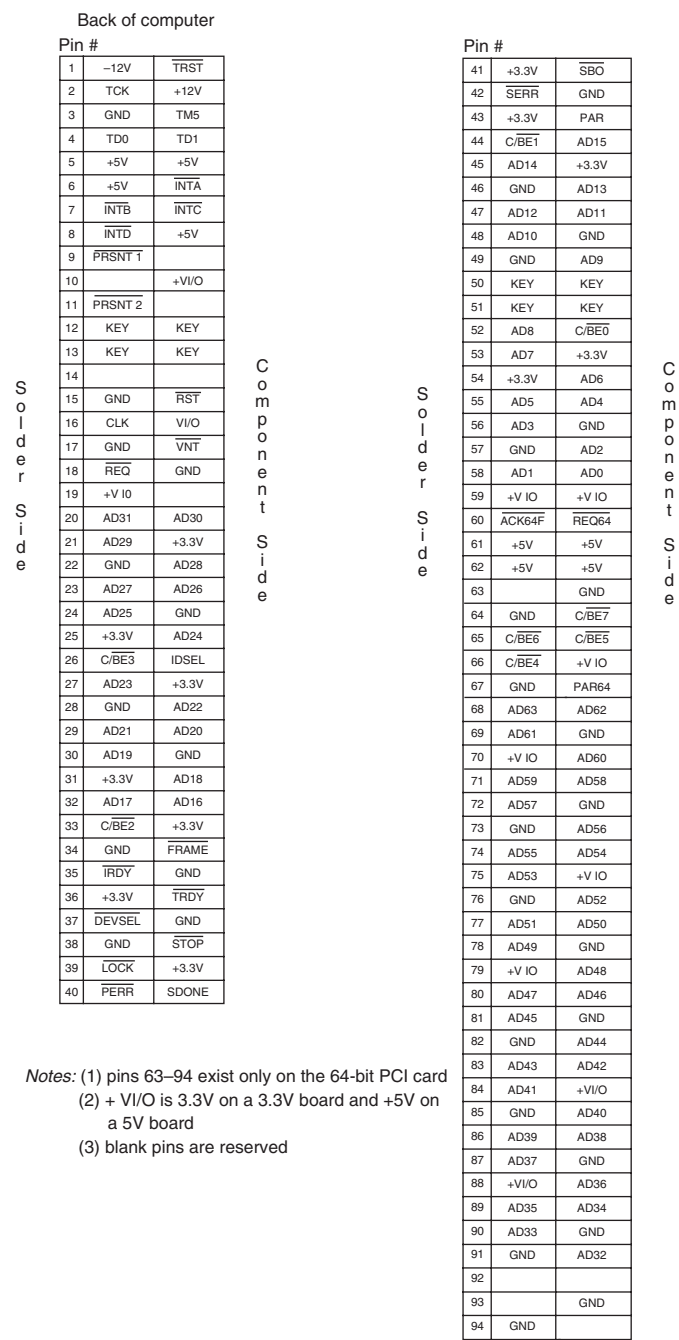 Back of computer
Pin #
1 –12V TRST
2 TCK +12V
3 GND TM5
4 TD0 TD1
5 +5V +5V
6 +5V INTA
7 INTB INTC
8 INTD +5V
9 PRSNT 1
10 +VI/O
11 PRSNT 2
12 KEY KEY
13 KEY KEY
14
15 GND RST
16 CLK VI/O
17 GND VNT
18 REQ GND
19 +V I0
20 AD31 AD30
21 AD29 +3.3V
22 GND AD28
23 AD27 AD26
24 AD25 GND
25 +3.3V AD24
26 C/BE3 IDSEL
27 AD23 +3.3V
28 GND AD22
29 AD21 AD20
30 AD19 GND
31 +3.3V AD18
32 AD17 AD16
33 C/BE2 +3.3V
34 GND FRAME
35 IRDY GND
36 +3.3V TRDY
37 DEVSEL GND
38 GND STOP
39 LOCK +3.3V
40 PERR SDONE
Solder Side
Component Side
Pin #
41 +3.3V SBO
42 SERR GND
43 +3.3V PAR
44 C/BE1 AD15
45 AD14 +3.3V
46 GND AD13
47 AD12 AD11
48 AD10 GND
49 GND AD9
50 KEY KEY
51 KEY KEY
52 AD8 C/BE0
53 AD7 +3.3V
54 +3.3V AD6
55 AD5 AD4
56 AD3 GND
57 GND AD2
58 AD1 AD0
59 +V IO +V IO
60 ACK64F REQ64
61 +5V +5V
62 +5V +5V
63 GND
64 GND C/BE7
65 C/BE6 C/BE5
66 C/BE4 +V IO
67 GND PAR64
68 AD63 AD62
69 AD61 GND
70 +V IO AD60
71 AD59 AD58
72 AD57 GND
73 GND AD56
74 AD55 AD54
75 AD53 +V IO
76 GND AD52
77 AD51 AD50
78 AD49 GND
79 +V IO AD48
80 AD47 AD46
81 AD45 GND
82 GND AD44
83 AD43 AD42
84 AD41 +VI/O
85 GND AD40
86 AD39 AD38
87 AD37 GND
88 +VI/O AD36
89 AD35 AD34
90 AD33 GND
91 GND AD32
92
93 GND
94 GND
Solder Side
Component Side
Notes: (1) pins 63–94 exist only on the 64-bit PCI card
(2) + VI/O is 3.3V on a 3.3V board and +5V on
a 5V board
(3) blank pins are reserved